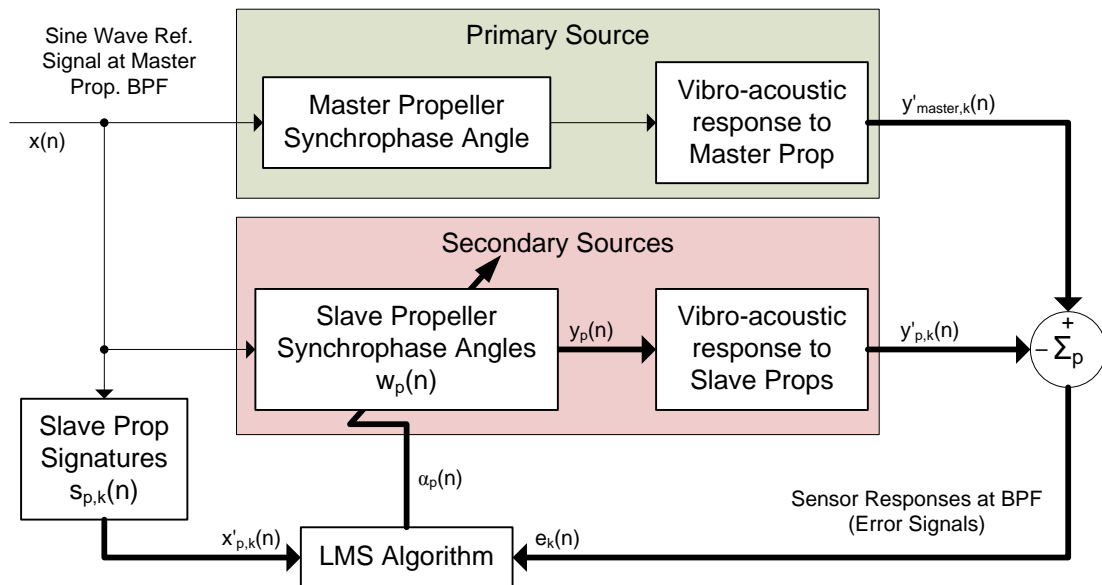 Sine Wave Ref.
Signal at Master
Prop. BPF
x(n)
Primary Source
Master Propeller
Synchrophase Angle
Vibro-acoustic
response to
Master Prop
y'master,k(n)
Secondary Sources
Slave Propeller
Synchrophase Angles
wp(n)
yp(n)
Vibro-acoustic
response to
Slave Props
y'p,k(n)
+
− Σp
Slave Prop
Signatures
sp,k(n)
αp(n)
Sensor Responses at BPF
(Error Signals)
x'p,k(n)
LMS Algorithm
ek(n)